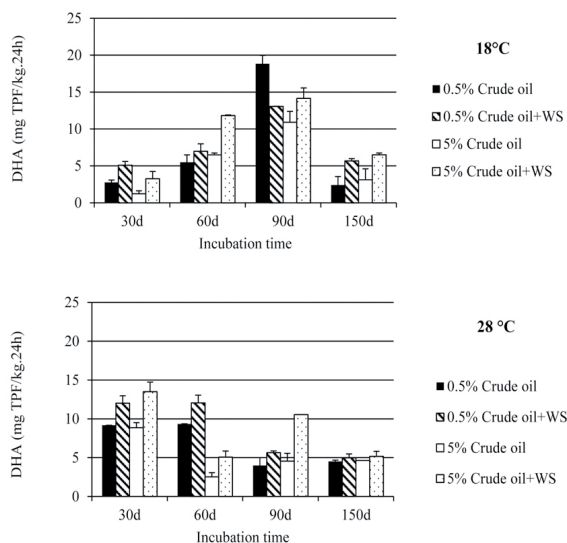 18°C
25
20
15
10
5
0
DHA (mg TPF/kg.24h)
30d 60d 90d 150d
Incubation time
0.5% Crude oil
0.5% Crude oil+WS
5% Crude oil
5% Crude oil+WS
28 °C
25
20
15
10
5
0
DHA (mg TPF/kg.24h)
30d 60d 90d 150d
Incubation time
0.5% Crude oil
0.5% Crude oil+WS
5% Crude oil
5% Crude oil+WS